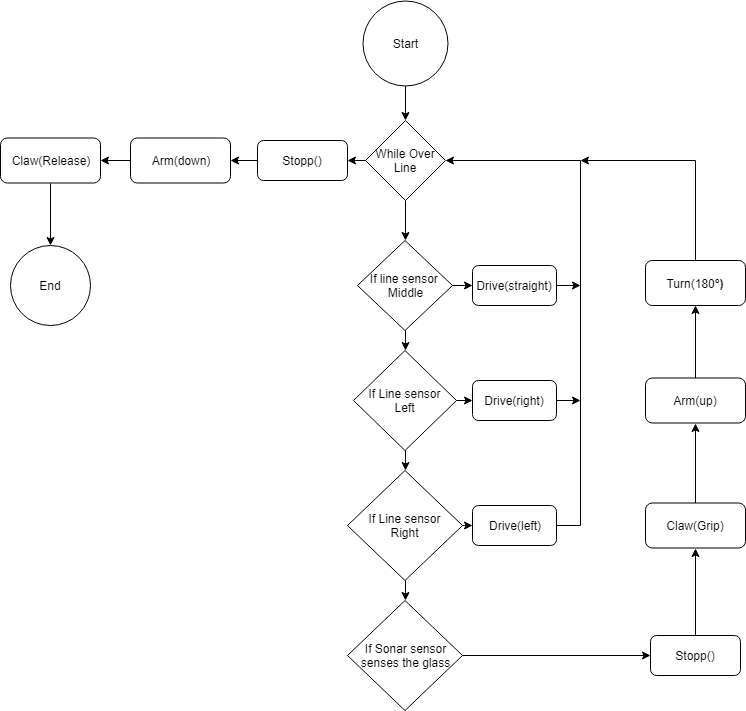 Start
While Over
Line
Stopp()
Arm(down)
Claw(Release)
End
If line sensor
Middle
Drive(straight)
If Line sensor
Left
Drive(right)
If Line sensor
Right
Drive(left)
If Sonar sensor
senses the glass
Stopp()
Claw(Grip)
Arm(up)
Turn(180°)